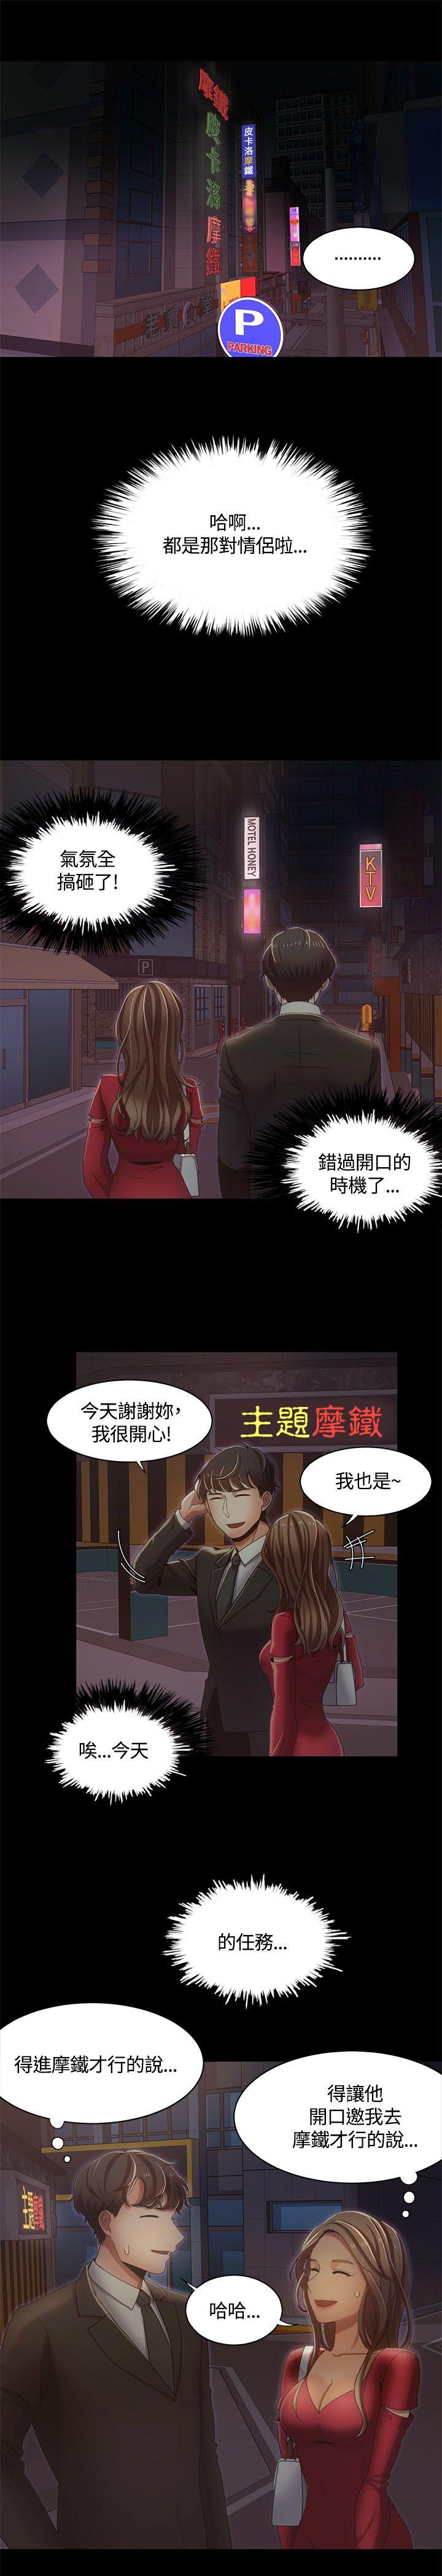 摩鐵
皮卡洛
摩鐵
皮卡洛摩鐵
..........
P
PARKING
哈啊...
都是那對情侶啦...
氣氛全
搞砸了!
MOTEL HONEY
KTV
P
錯過開口的
時機了...
今天謝謝妳,
我很開心!
主題摩鐵
我也是~
唉...今天
的任務...
得進摩鐵才行的說...
得讓他
開口邀我去
摩鐵才行的說...
主題摩鐵
哈哈...